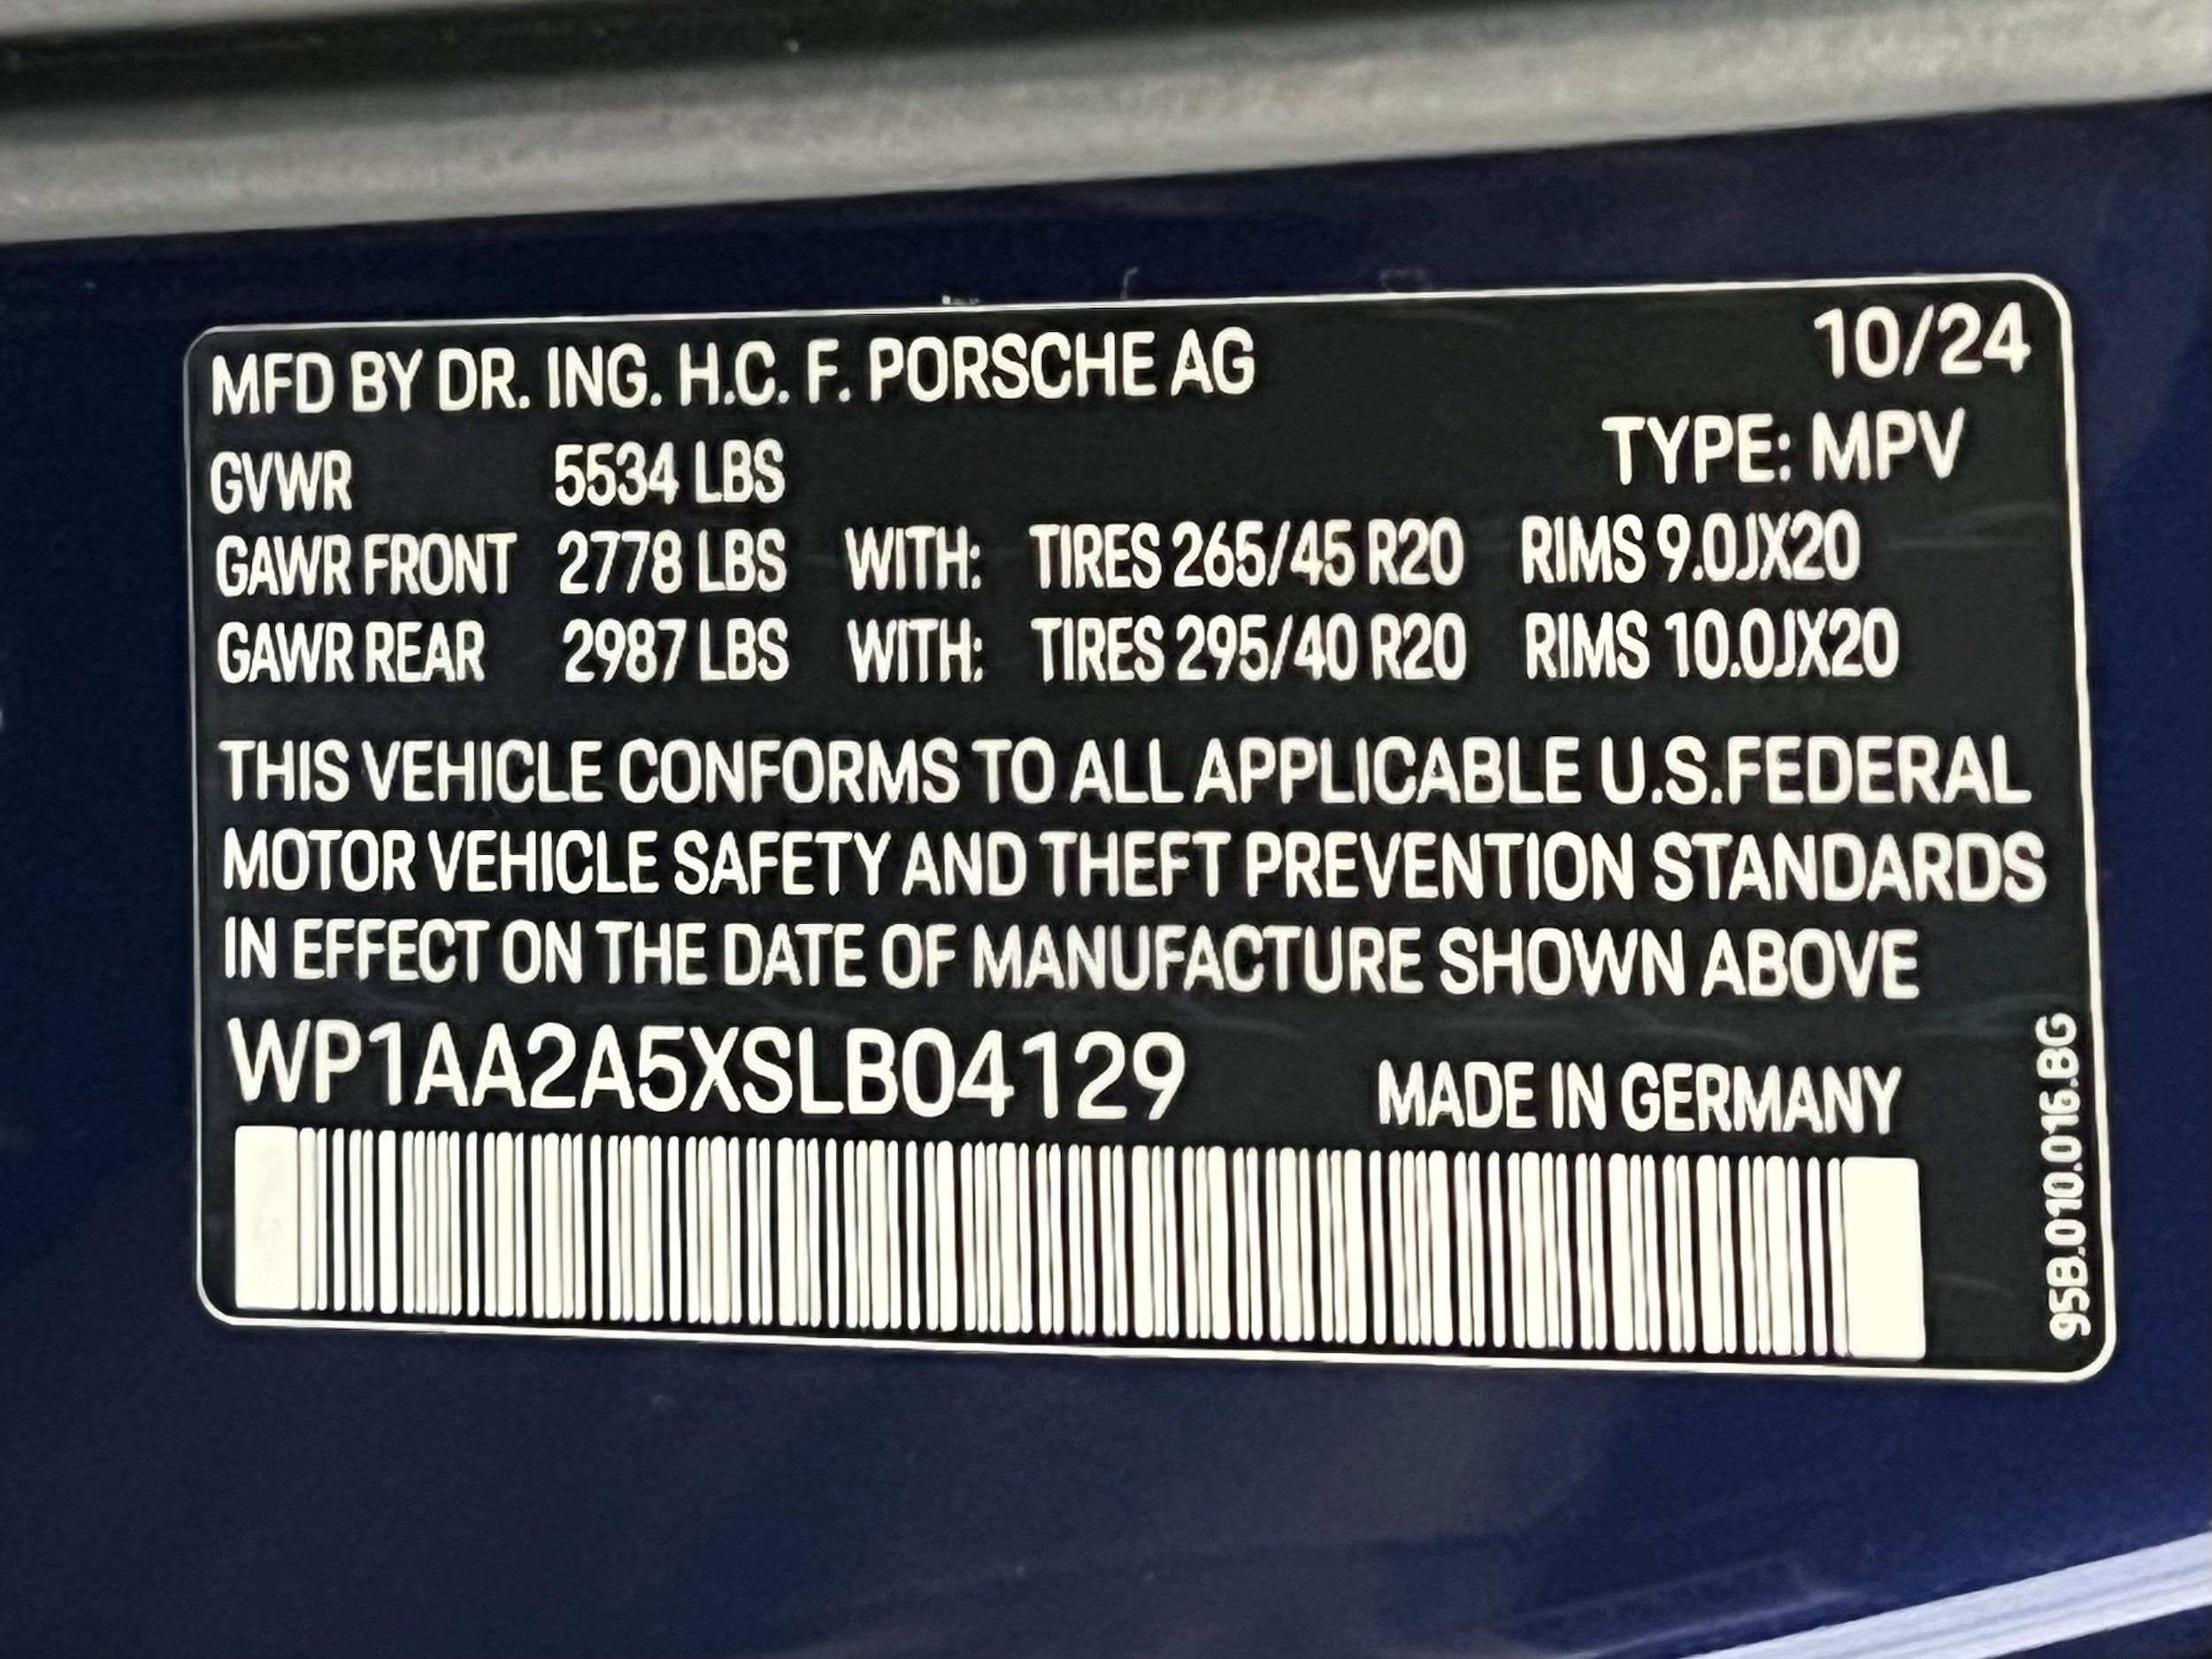 MFD BY DR. ING. H.C. F. PORSCHE AG 10/24
TYPE: MPV
GVWR 5534 LBS
GAWR FRONT 2778 LBS WITH: TIRES 265/45 R20 RIMS 9.0JX20
GAWR REAR 2987 LBS WITH: TIRES 295/40 R20 RIMS 10.0JX20
THIS VEHICLE CONFORMS TO ALL APPLICABLE U.S.FEDERAL
MOTOR VEHICLE SAFETY AND THEFT PREVENTION STANDARDS
IN EFFECT ON THE DATE OF MANUFACTURE SHOWN ABOVE
WP1AA2A5XSLB04129
MADE IN GERMANY
95B.010.016.BG